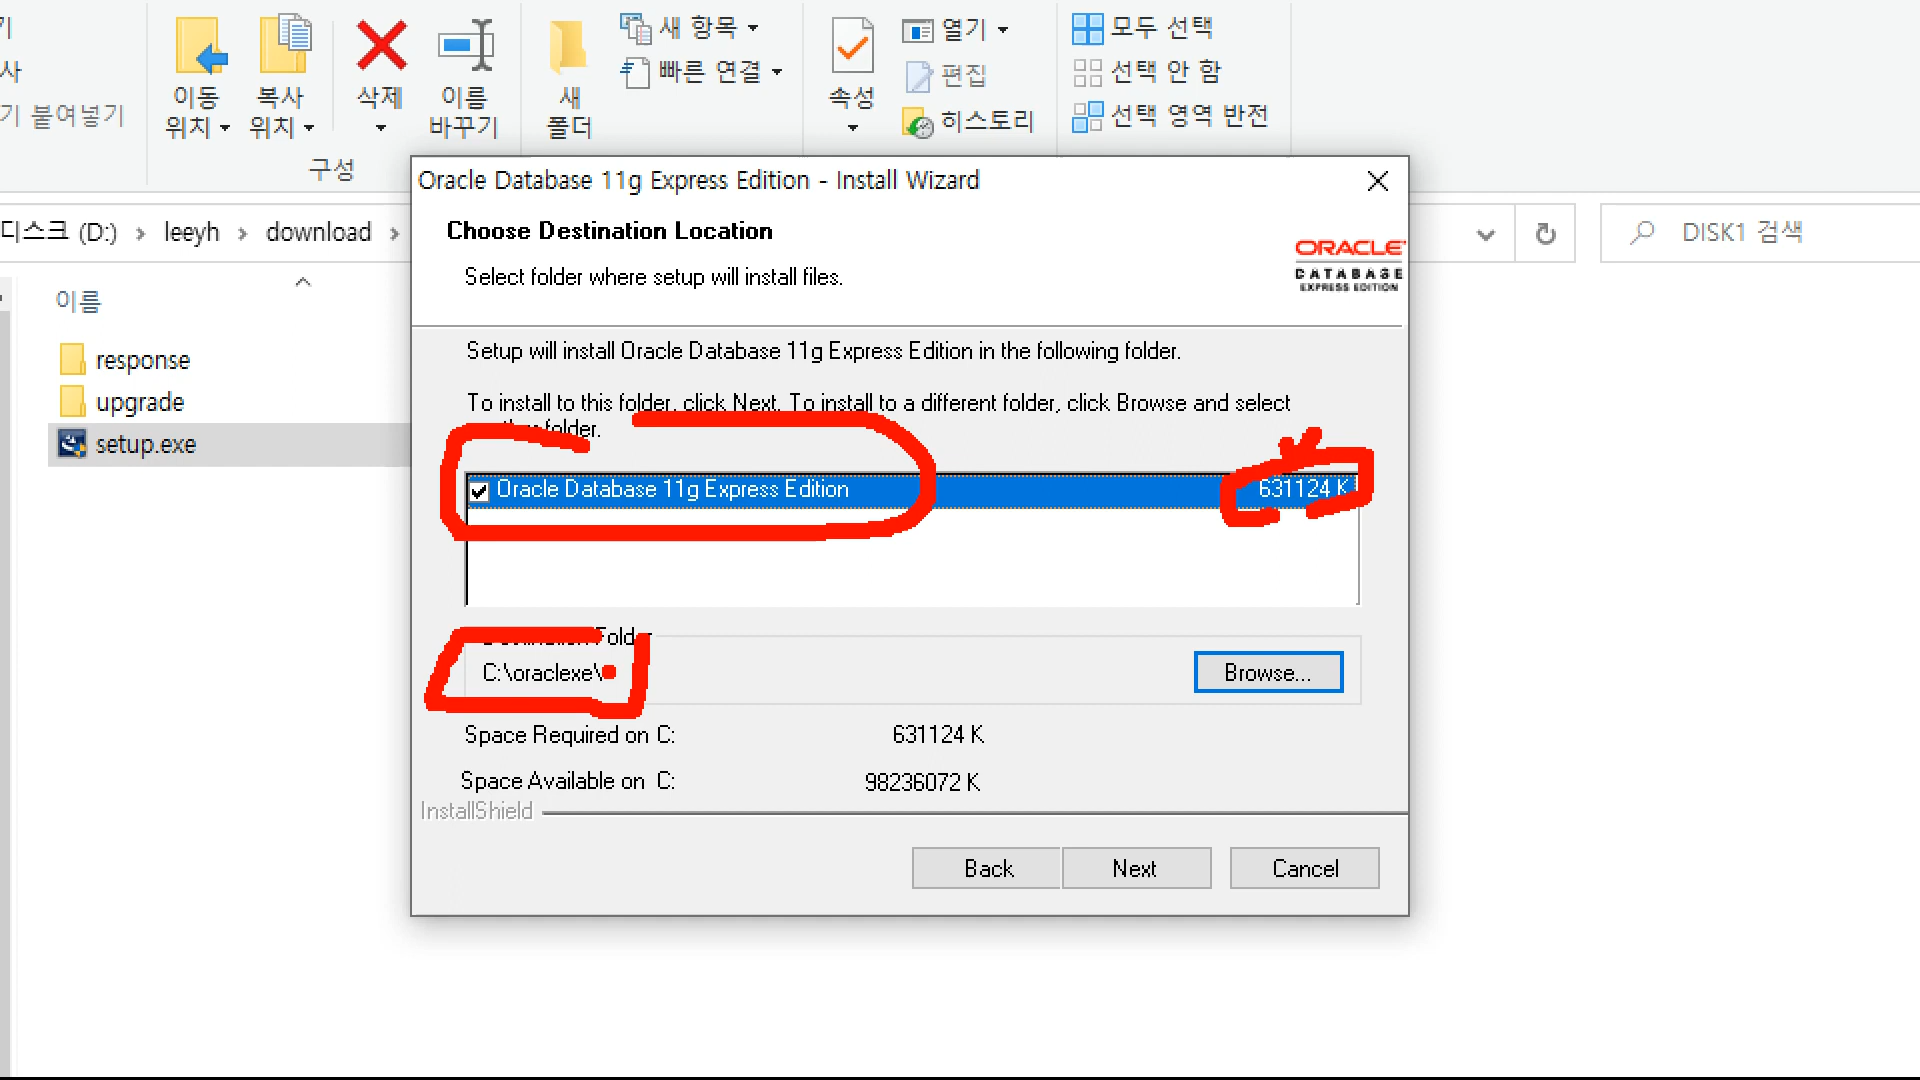 기
새 항목
열기
모두 선택
사
빠른 연결
편집
선택 안 함
기 붙여넣기
이동
위치
복사
위치
삭제
이름
바꾸기
새
폴더
속성
히스토리
선택 영역 반전
구성
디스크 (D:) › leeyh › download ›
DISK1 검색
이름
response
upgrade
setup.exe
Oracle Database 11g Express Edition - Install Wizard
Choose Destination Location
Select folder where setup will install files.
ORACLE
DATABASE
EXPRESS EDITION
Setup will install Oracle Database 11g Express Edition in the following folder.
To install to this folder, click Next. To install to a different folder, click Browse and select
folder.
Oracle Database 11g Express Edition 631124 K
Destination Folder
C:\oraclexe\
Browse...
Space Required on C: 631124 K
Space Available on C: 98236072 K
InstallShield
Back
Next
Cancel